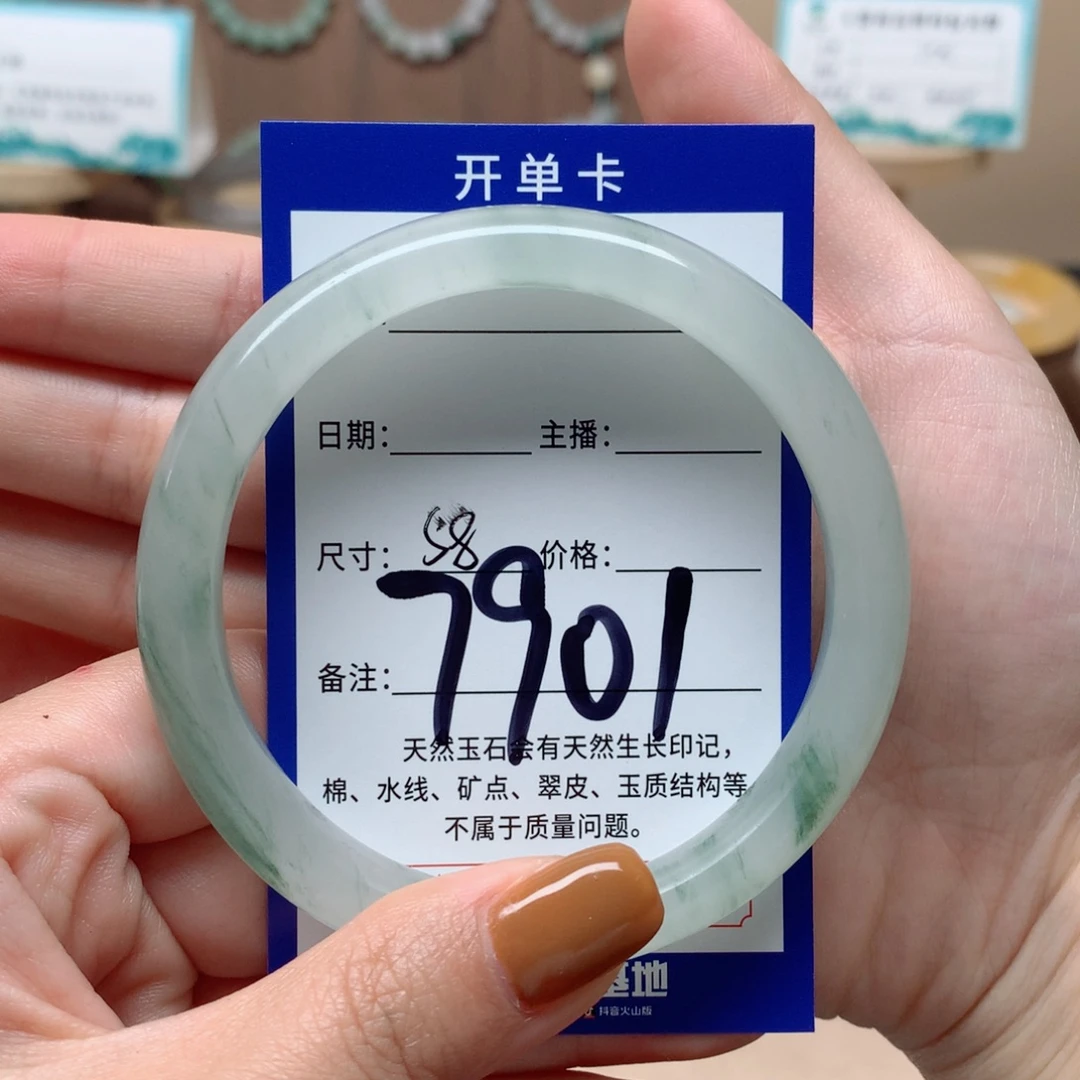 开单卡
日期： 主播：
尺寸：58 价格：
7901
备注：
天然玉石会有天然生长印记，
棉、水线、矿点、翠皮、玉质结构等
不属于质量问题。
基地
抖音火山版